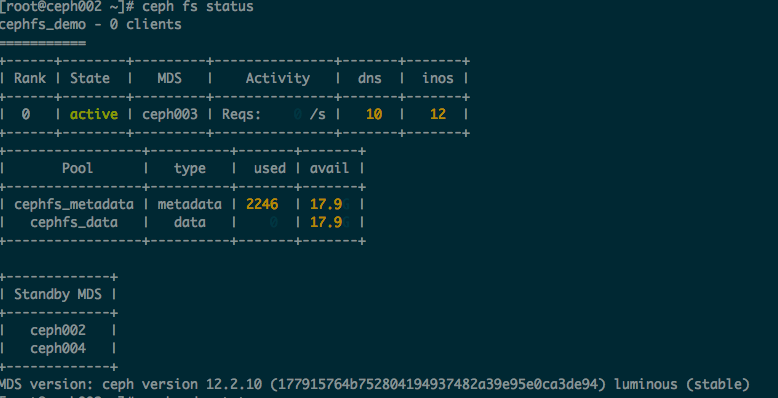 [root@ceph002 ~]# ceph fs status
cephfs_demo - 0 clients
===========
+------+--------+---------+---------------+-------+-------+
| Rank | State  |   MDS   |    Activity   |  dns  |  inos |
+------+--------+---------+---------------+-------+-------+
|  0   | active | ceph003 | Reqs:    0 /s |   10  |   12  |
+------+--------+---------+---------------+-------+-------+
+-----------------+----------+-------+-------+
|       Pool      |   type   |  used | avail |
+-----------------+----------+-------+-------+
| cephfs_metadata | metadata | 2246  | 17.9  |
|   cephfs_data   |   data   |    0  | 17.9  |
+-----------------+----------+-------+-------+
+-------------+
| Standby MDS |
+-------------+
|   ceph002   |
|   ceph004   |
+-------------+
MDS version: ceph version 12.2.10 (177915764b752804194937482a39e95e0ca3de94) luminous (stable)